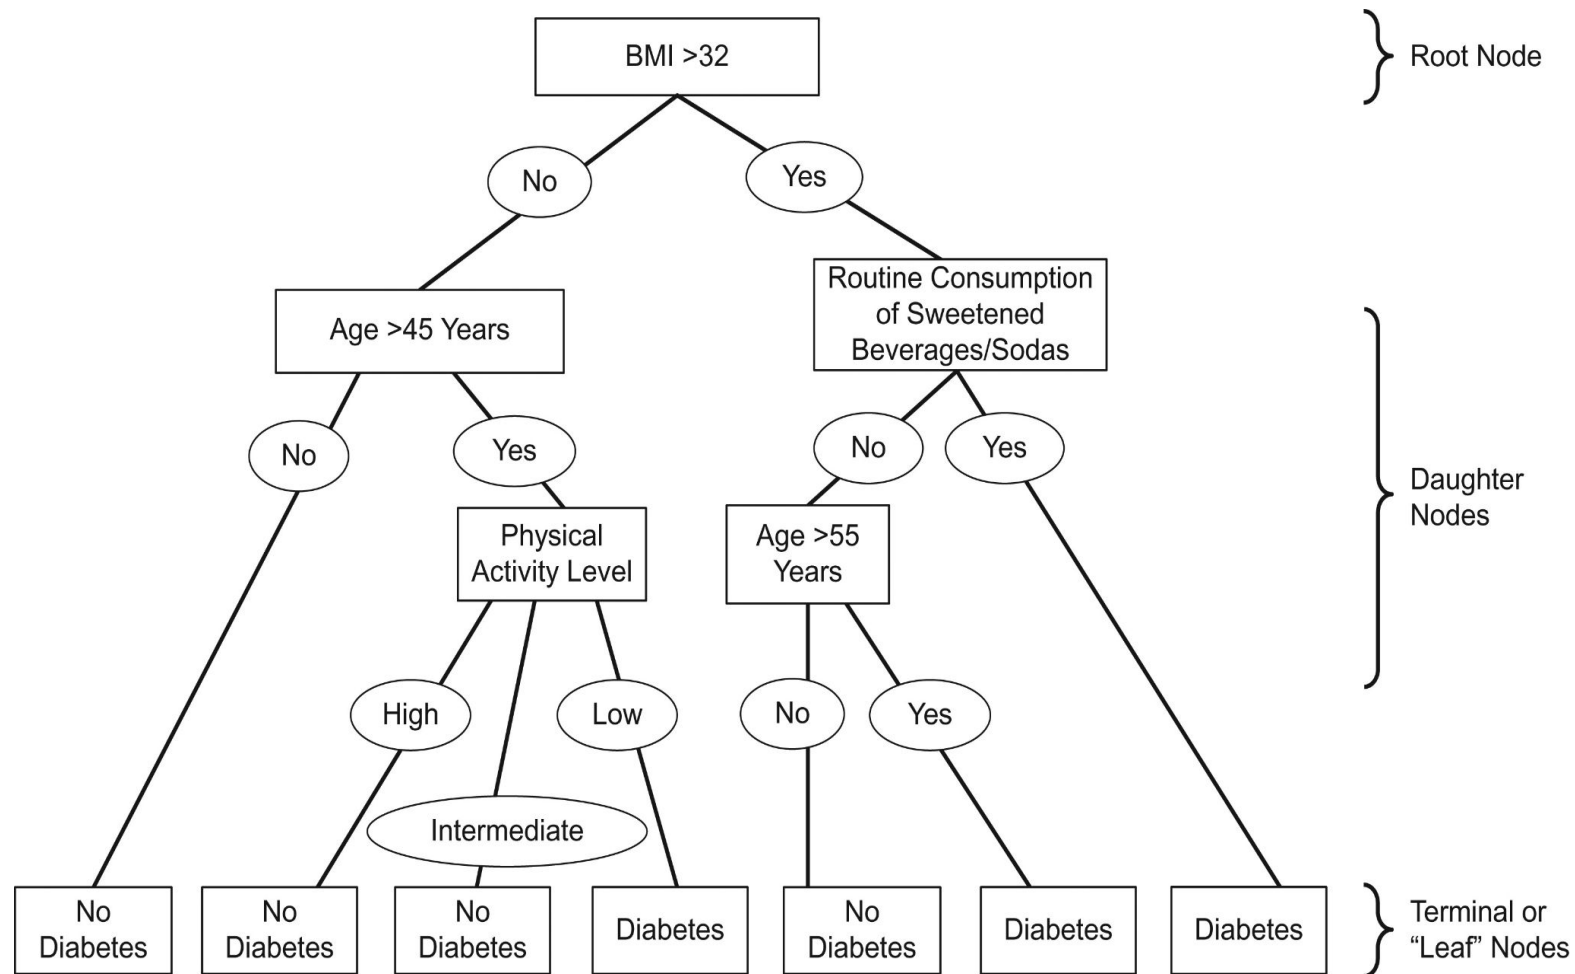 BMI >32
Root Node
No
Yes
Age >45 Years
Routine Consumption
of Sweetened
Beverages/Sodas
No
Yes
No
Yes
Daughter
Nodes
Physical
Activity Level
Age >55
Years
High
Low
No
Yes
Intermediate
No
Diabetes
No
Diabetes
No
Diabetes
Diabetes
No
Diabetes
Diabetes
Diabetes
Terminal or
“Leaf” Nodes